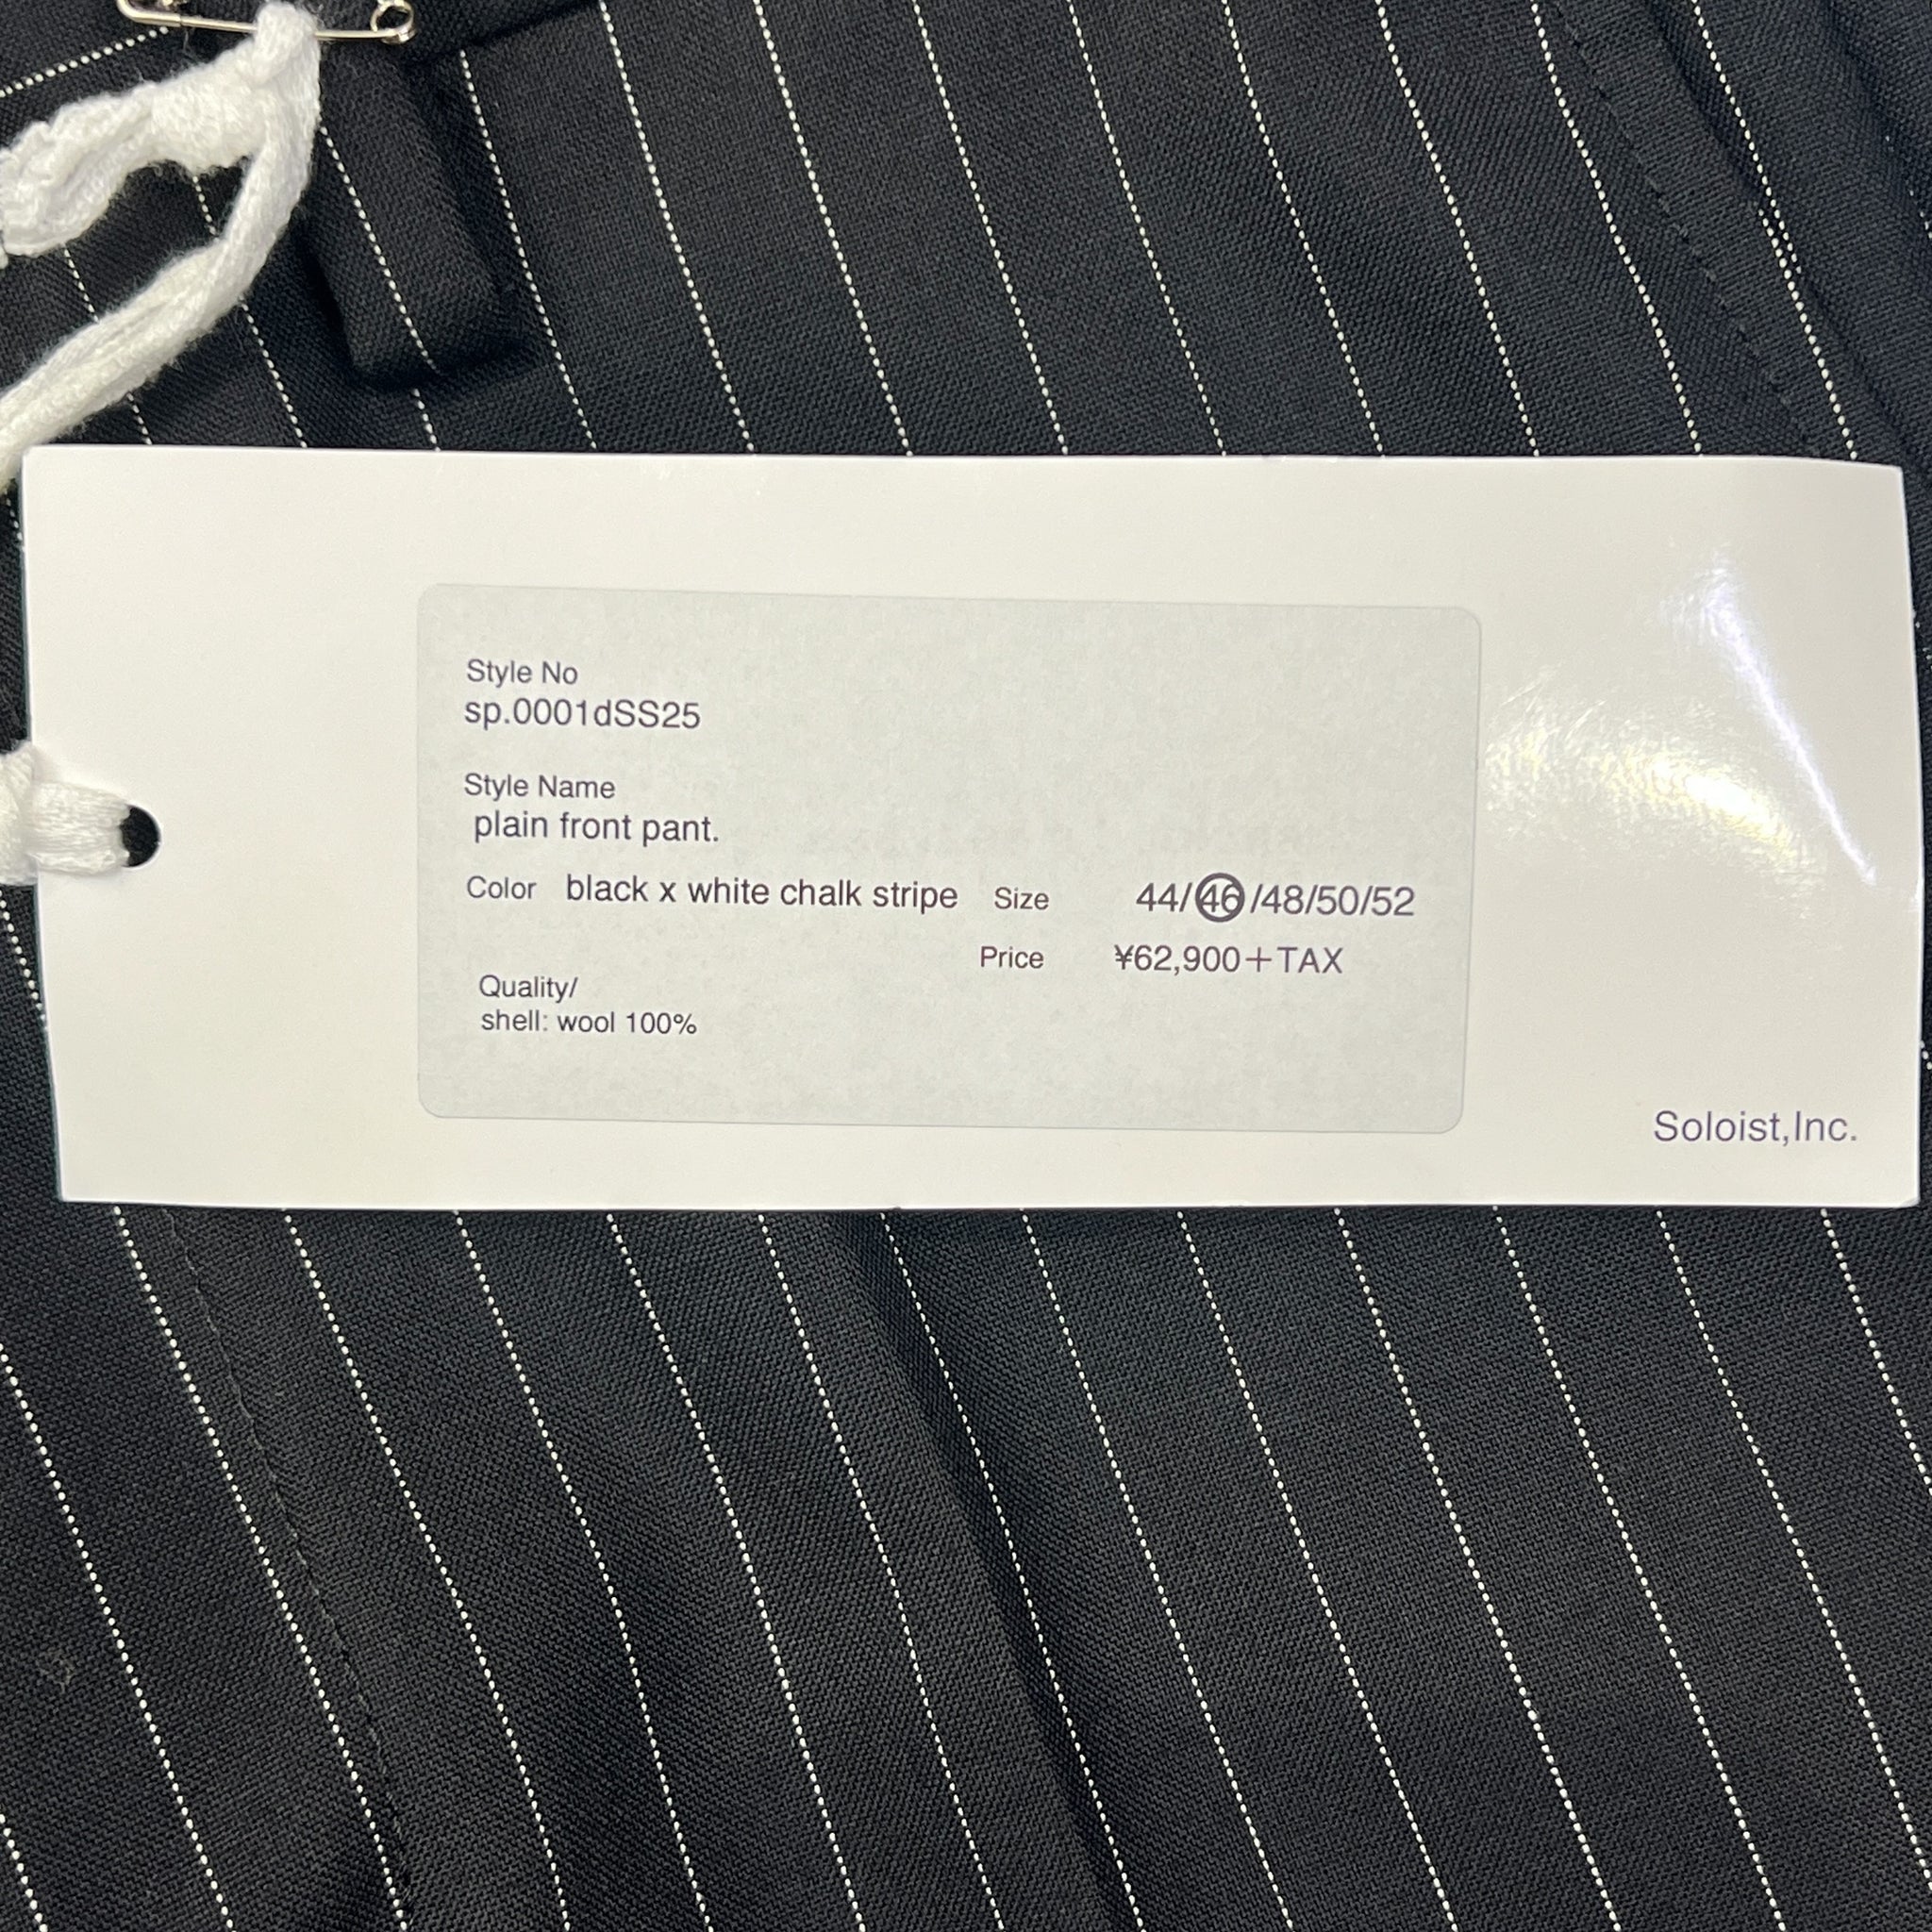 Style No
sp.0001dSS25
Style Name
plain front pant.
Color black x white chalk stripe Size 44/46/48/50/52
Price ¥62,900+TAX
Quality/
shell: wool 100%
Soloist,Inc.